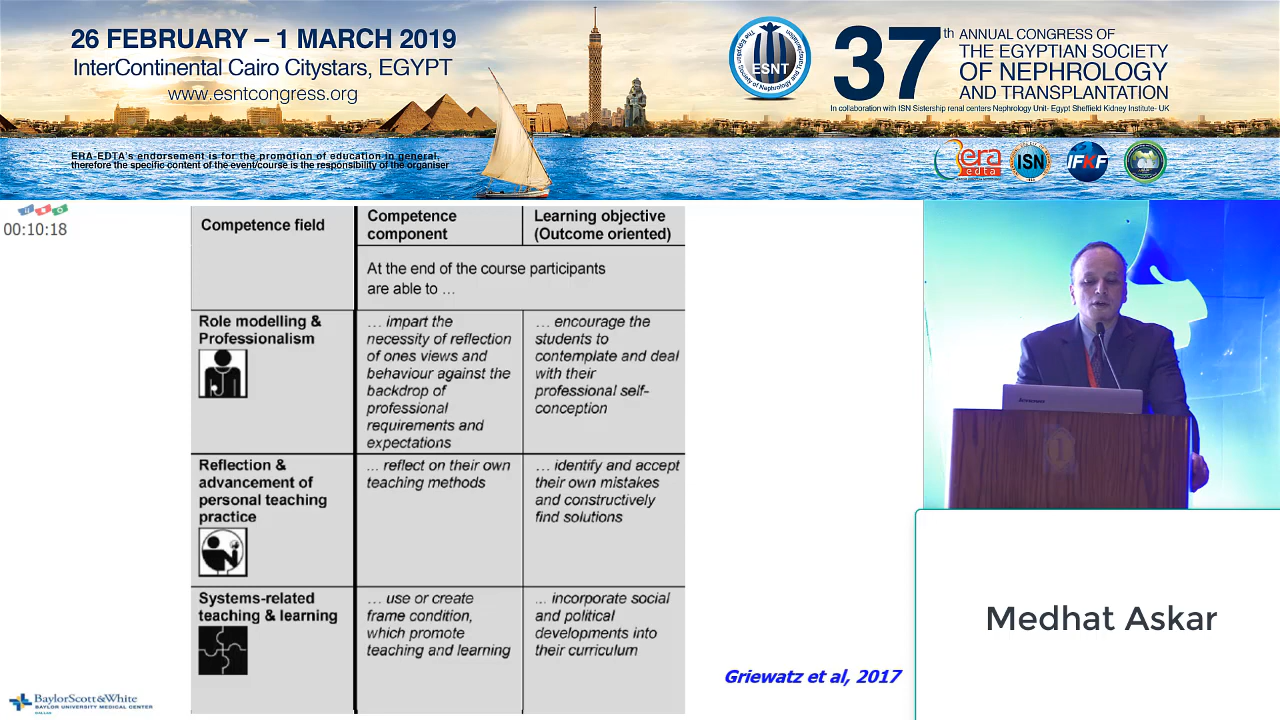 26 FEBRUARY – 1 MARCH 2019
InterContinental Cairo Citystars, EGYPT
www.esntcongress.org
ERA-EDTA's endorsement is for the promotion of education in general,
therefore the specific content of the event/course is the responsibility of the organiser
The Egyptian Society of Nephrology and Transplantation
ESNT
37th
ANNUAL CONGRESS OF
THE EGYPTIAN SOCIETY
OF NEPHROLOGY
AND TRANSPLANTATION
In collaboration with ISN Sistership renal centers Nephrology Unit- Egypt Sheffield Kidney Institute- UK
era
edta
ISN
IFKF
00:10:18
Competence field
Competence
component
Learning objective
(Outcome oriented)
At the end of the course participants
are able to …
Role modelling &
Professionalism
… impart the
necessity of reflection
of ones views and
behaviour against the
backdrop of
professional
requirements and
expectations
… encourage the
students to
contemplate and deal
with their
professional self-
conception
Reflection &
advancement of
personal teaching
practice
… reflect on their own
teaching methods
… identify and accept
their own mistakes
and constructively
find solutions
Systems-related
teaching & learning
… use or create
frame condition,
which promote
teaching and learning
… incorporate social
and political
developments into
their curriculum
Griewatz et al, 2017
BaylorScott&White
BAYLOR UNIVERSITY MEDICAL CENTER
DALLAS
Lenovo
Medhat Askar